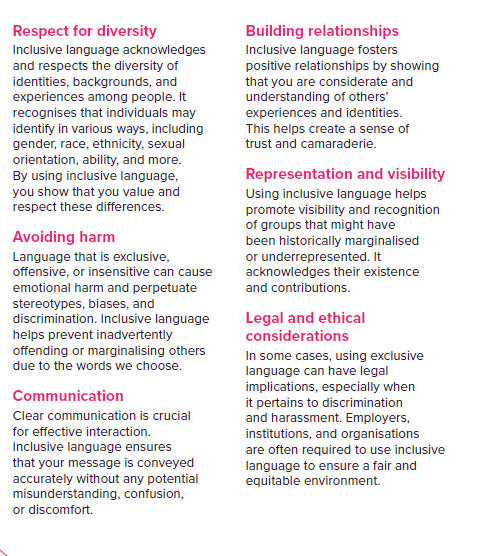 Respect for diversity
Inclusive language acknowledges
and respects the diversity of
identities, backgrounds, and
experiences among people. It
recognises that individuals may
identify in various ways, including
gender, race, ethnicity, sexual
orientation, ability, and more.
By using inclusive language,
you show that you value and
respect these differences.
Avoiding harm
Language that is exclusive,
offensive, or insensitive can cause
emotional harm and perpetuate
stereotypes, biases, and
discrimination. Inclusive language
helps prevent inadvertently
offending or marginalising others
due to the words we choose.
Communication
Clear communication is crucial
for effective interaction.
Inclusive language ensures
that your message is conveyed
accurately without any potential
misunderstanding, confusion,
or discomfort.
Building relationships
Inclusive language fosters
positive relationships by showing
that you are considerate and
understanding of others’
experiences and identities.
This helps create a sense of
trust and camaraderie.
Representation and visibility
Using inclusive language helps
promote visibility and recognition
of groups that might have
been historically marginalised
or underrepresented. It
acknowledges their existence
and contributions.
Legal and ethical
considerations
In some cases, using exclusive
language can have legal
implications, especially when
it pertains to discrimination
and harassment. Employers,
institutions, and organisations
are often required to use inclusive
language to ensure a fair and
equitable environment.